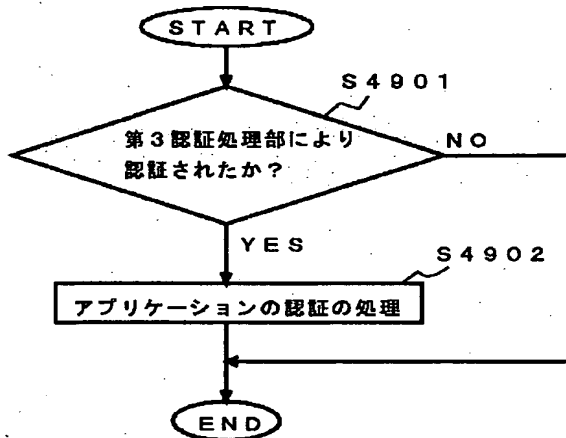 START
S4901
第3認証処理部により
認証されたか?
NO
YES
S4902
アプリケーションの認証の処理
END